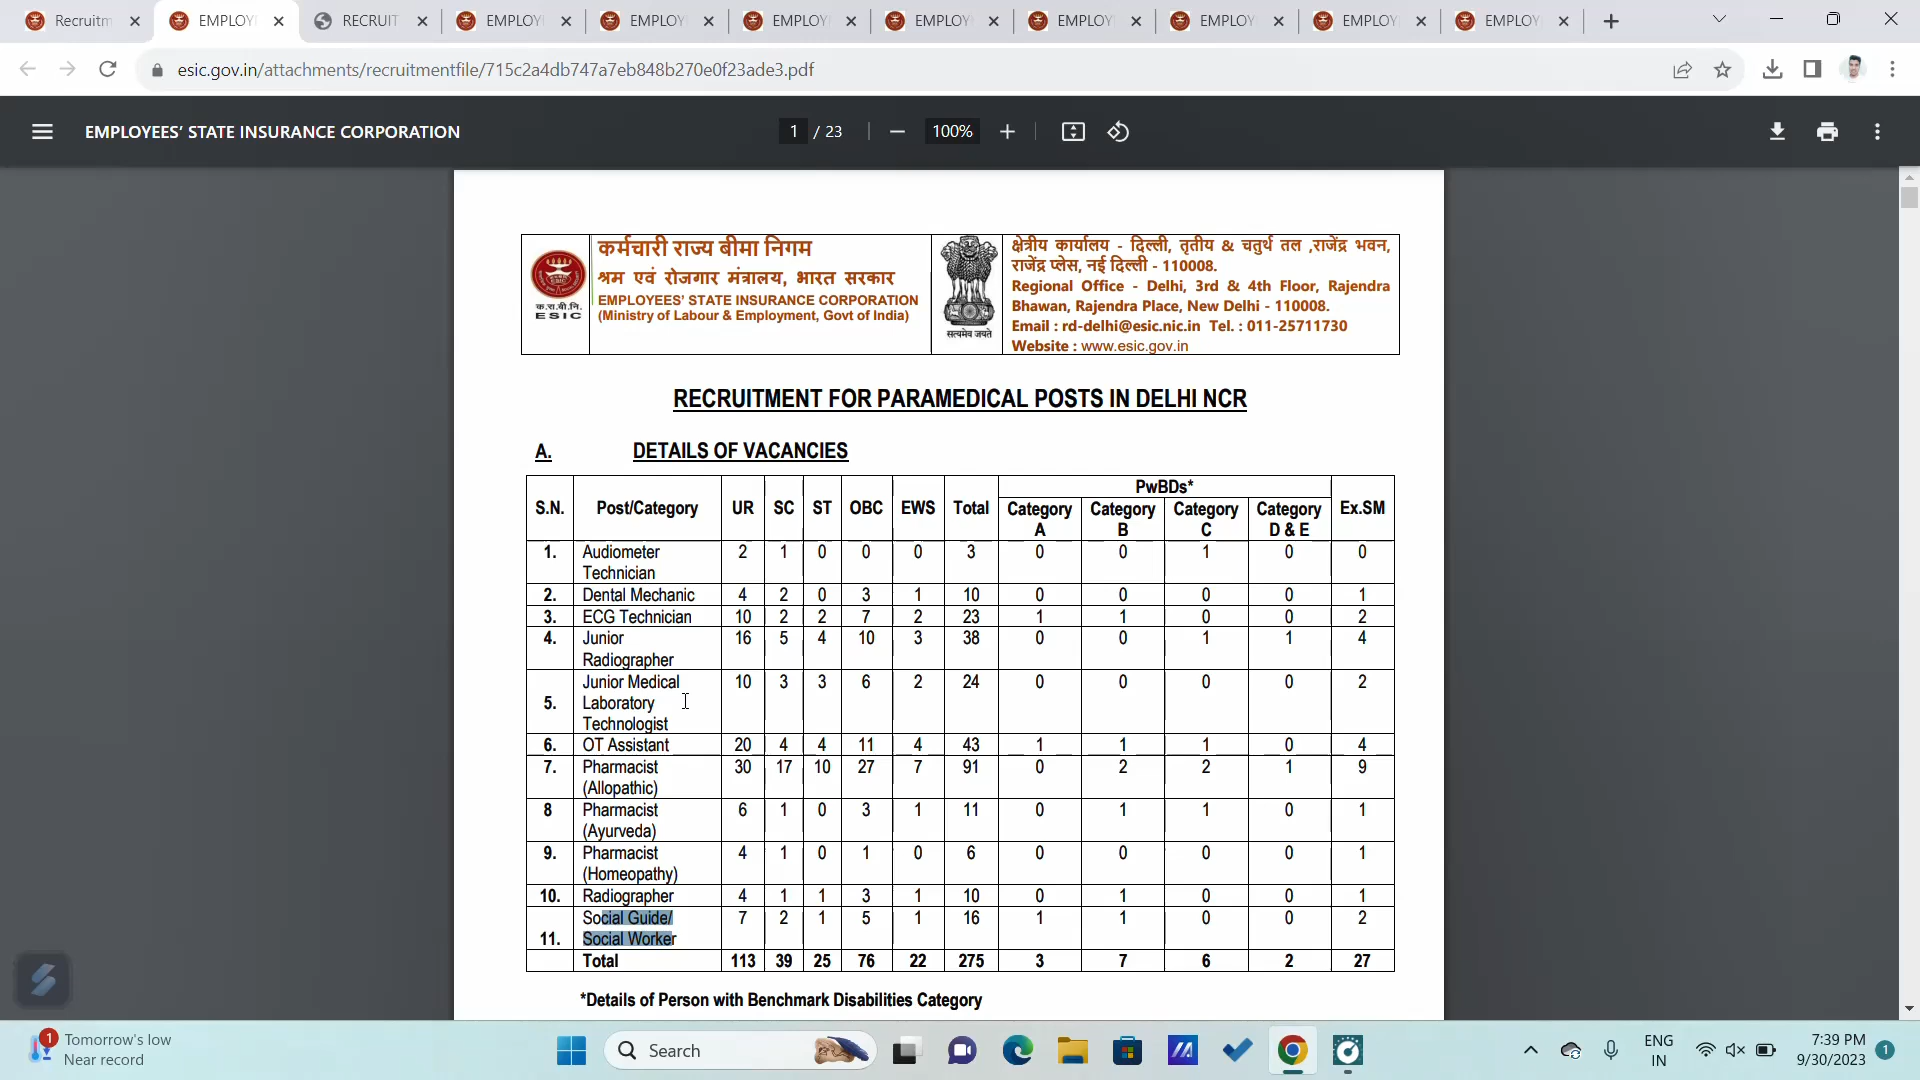 Recruitm
EMPLOY
RECRUIT
EMPLOY
EMPLOY
EMPLOY
EMPLOY
EMPLOY
EMPLOY
EMPLOY
EMPLOY
esic.gov.in/attachments/recruitmentfile/715c2a4db747a7eb848b270e0f23ade3.pdf
EMPLOYEES' STATE INSURANCE CORPORATION
1 / 23
100%
क.रा.बी.नि.
ESIC
कर्मचारी राज्य बीमा निगम
श्रम एवं रोजगार मंत्रालय, भारत सरकार
EMPLOYEES' STATE INSURANCE CORPORATION
(Ministry of Labour & Employment, Govt of India)
सत्यमेव जयते
क्षेत्रीय कार्यालय - दिल्ली, तृतीय & चतुर्थ तल ,राजेंद्र भवन,
राजेंद्र प्लेस, नई दिल्ली - 110008.
Regional Office - Delhi, 3rd & 4th Floor, Rajendra
Bhawan, Rajendra Place, New Delhi - 110008.
Email : rd-delhi@esic.nic.in Tel. : 011-25711730
Website : www.esic.gov.in
RECRUITMENT FOR PARAMEDICAL POSTS IN DELHI NCR
A. DETAILS OF VACANCIES
S.N. Post/Category UR SC ST OBC EWS Total PwBDs* Ex.SM
Category A Category B Category C Category D & E
1. Audiometer Technician 2 1 0 0 0 3 0 0 1 0 0
2. Dental Mechanic 4 2 0 3 1 10 0 0 0 0 1
3. ECG Technician 10 2 2 7 2 23 1 1 0 0 2
4. Junior Radiographer 16 5 4 10 3 38 0 0 1 1 4
5. Junior Medical Laboratory Technologist 10 3 3 6 2 24 0 0 0 0 2
6. OT Assistant 20 4 4 11 4 43 1 1 1 0 4
7. Pharmacist (Allopathic) 30 17 10 27 7 91 0 2 2 1 9
8 Pharmacist (Ayurveda) 6 1 0 3 1 11 0 1 1 0 1
9. Pharmacist (Homeopathy) 4 1 0 1 0 6 0 0 0 0 1
10. Radiographer 4 1 1 3 1 10 0 1 0 0 1
11. Social Guide/ Social Worker 7 2 1 5 1 16 1 1 0 0 2
Total 113 39 25 76 22 275 3 7 6 2 27
*Details of Person with Benchmark Disabilities Category
1
Tomorrow's low
Near record
Search
ENG
IN
7:39 PM
9/30/2023
1